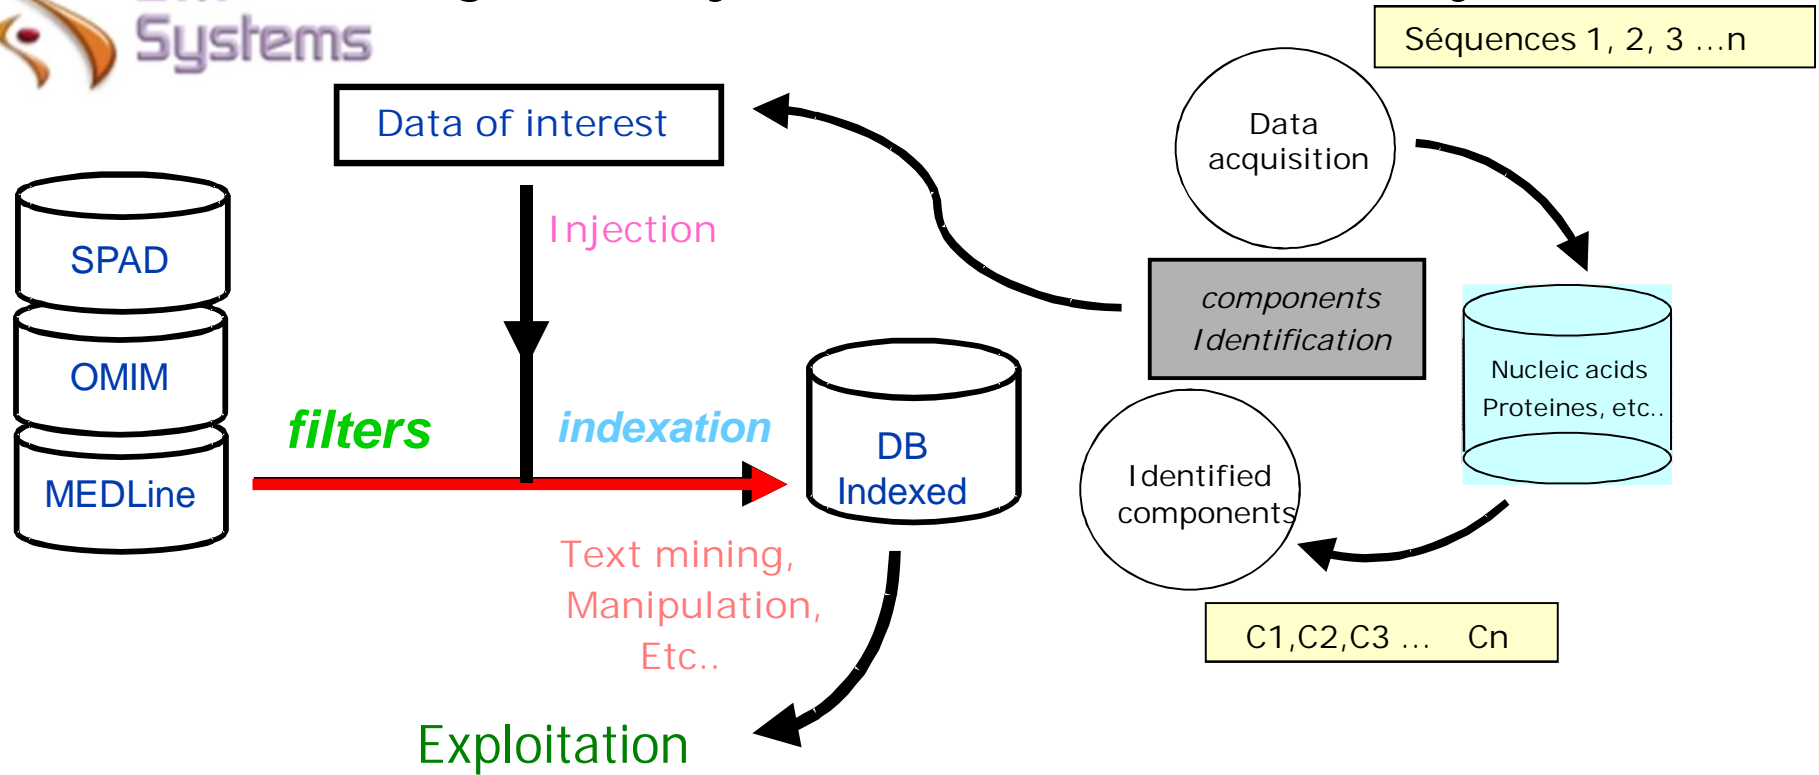 Systems
Séquences 1, 2, 3 ...n
Data of interest
Data
acquisition
Injection
SPAD
components
Identification
OMIM
Nucleic acids
Proteines, etc..
filters
indexation
DB
Indexed
MEDLine
Identified
components
Text mining,
Manipulation,
Etc..
C1,C2,C3 ... Cn
Exploitation